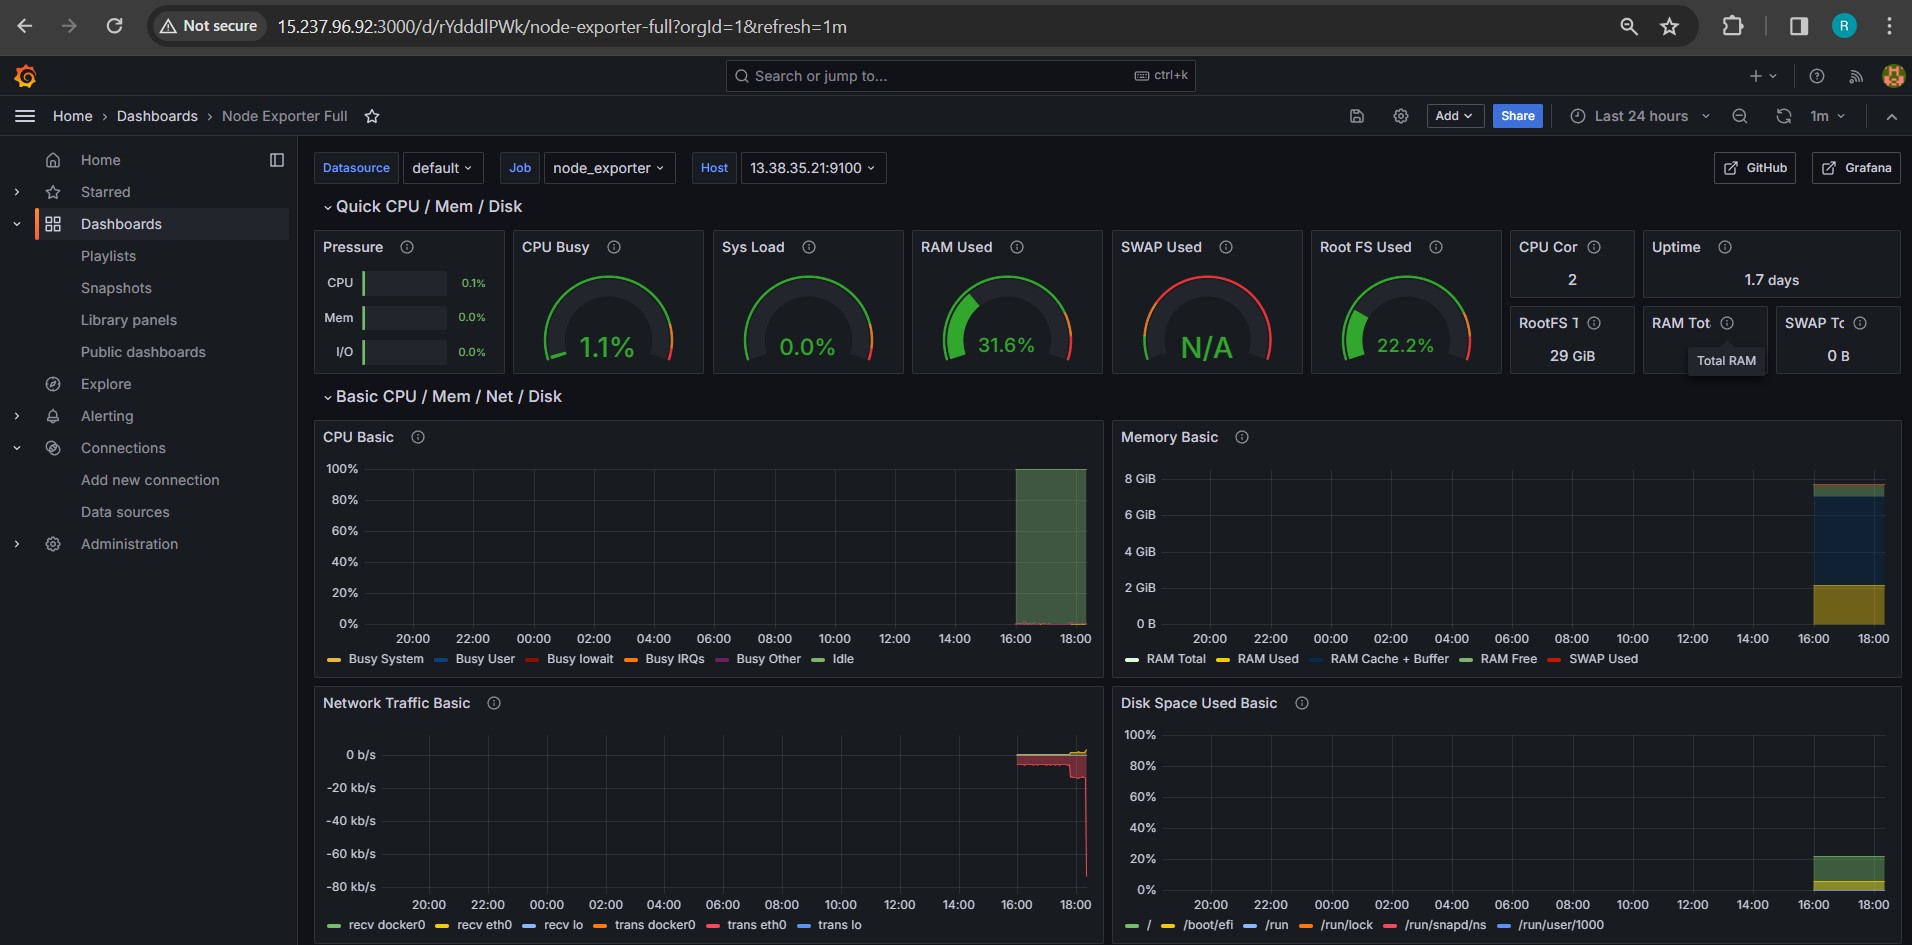 Not secure 15.237.96.92:3000/d/rYdddlPWk/node-exporter-full?orgId=1&refresh=1m R
Search or jump to... ctrl+k
Home › Dashboards › Node Exporter Full Add Share Last 24 hours 1m
Home
Starred
Dashboards
Playlists
Snapshots
Library panels
Public dashboards
Explore
Alerting
Connections
Add new connection
Data sources
Administration
Datasource default Job node_exporter Host 13.38.35.21:9100 GitHub Grafana
Quick CPU / Mem / Disk
Pressure
CPU 0.1%
Mem 0.0%
I/O 0.0%
CPU Busy
1.1%
Sys Load
0.0%
RAM Used
31.6%
SWAP Used
N/A
Root FS Used
22.2%
CPU Cor
2
Uptime
1.7 days
RootFS T
29 GiB
RAM Tot
Total RAM
SWAP Tc
0 B
Basic CPU / Mem / Net / Disk
CPU Basic
100%
80%
60%
40%
20%
0%
20:00 22:00 00:00 02:00 04:00 06:00 08:00 10:00 12:00 14:00 16:00 18:00
Busy System Busy User Busy Iowait Busy IRQs Busy Other Idle
Memory Basic
8 GiB
6 GiB
4 GiB
2 GiB
0 B
20:00 22:00 00:00 02:00 04:00 06:00 08:00 10:00 12:00 14:00 16:00 18:00
RAM Total RAM Used RAM Cache + Buffer RAM Free SWAP Used
Network Traffic Basic
0 b/s
-20 kb/s
-40 kb/s
-60 kb/s
-80 kb/s
20:00 22:00 00:00 02:00 04:00 06:00 08:00 10:00 12:00 14:00 16:00 18:00
recv docker0 recv eth0 recv lo trans docker0 trans eth0 trans lo
Disk Space Used Basic
100%
80%
60%
40%
20%
0%
20:00 22:00 00:00 02:00 04:00 06:00 08:00 10:00 12:00 14:00 16:00 18:00
/ /boot/efi /run /run/lock /run/snapd/ns /run/user/1000